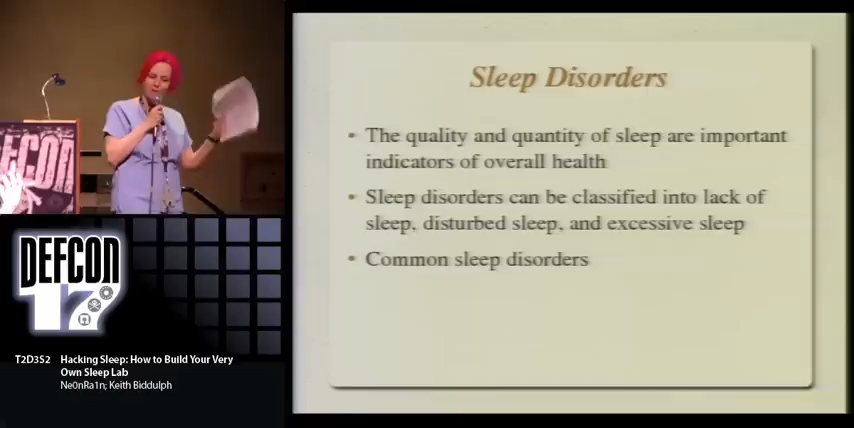 ECON
DEFCON
17
T2D3S2 Hacking Sleep: How to Build Your Very
Own Sleep Lab
Ne0nRa1n; Keith Biddulph
Sleep Disorders
• The quality and quantity of sleep are important
indicators of overall health
• Sleep disorders can be classified into lack of
sleep, disturbed sleep, and excessive sleep
• Common sleep disorders